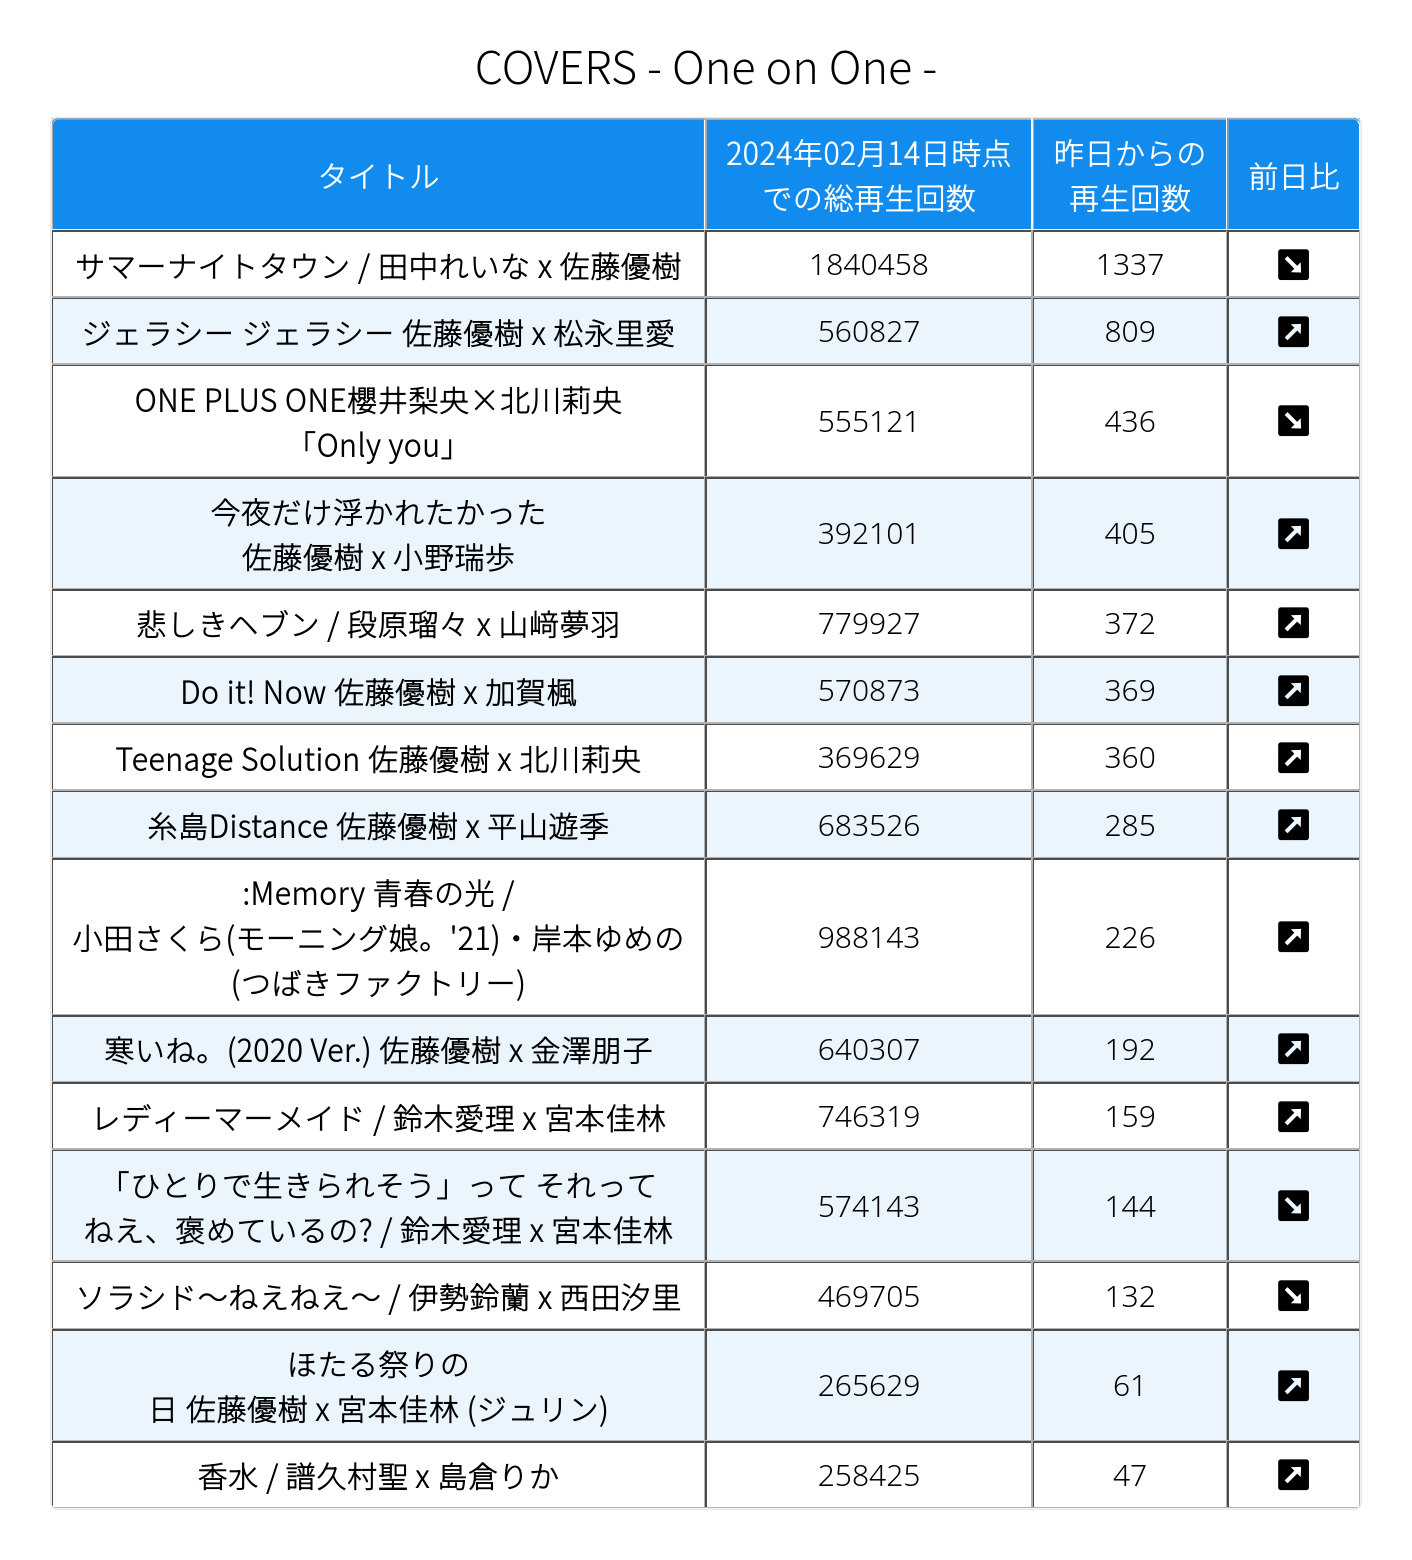 COVERS - One on One -
タイトル
2024年02月14日時点
での総再生回数
昨日からの
再生回数
前日比
サマーナイトタウン / 田中れいな x 佐藤優樹
1840458
1337
ジェラシー ジェラシー 佐藤優樹 x 松永里愛
560827
809
ONE PLUS ONE櫻井梨央×北川莉央
「Only you」
555121
436
今夜だけ浮かれたかった
佐藤優樹 x 小野瑞歩
392101
405
悲しきヘブン / 段原瑠々 x 山﨑夢羽
779927
372
Do it! Now 佐藤優樹 x 加賀楓
570873
369
Teenage Solution 佐藤優樹 x 北川莉央
369629
360
糸島Distance 佐藤優樹 x 平山遊季
683526
285
:Memory 青春の光 /
小田さくら(モーニング娘。'21)・岸本ゆめの
(つばきファクトリー)
988143
226
寒いね。(2020 Ver.) 佐藤優樹 x 金澤朋子
640307
192
レディーマーメイド / 鈴木愛理 x 宮本佳林
746319
159
「ひとりで生きられそう」って それって
ねえ、褒めているの? / 鈴木愛理 x 宮本佳林
574143
144
ソラシド～ねえねえ～ / 伊勢鈴蘭 x 西田汐里
469705
132
ほたる祭りの
日 佐藤優樹 x 宮本佳林 (ジュリン)
265629
61
香水 / 譜久村聖 x 島倉りか
258425
47